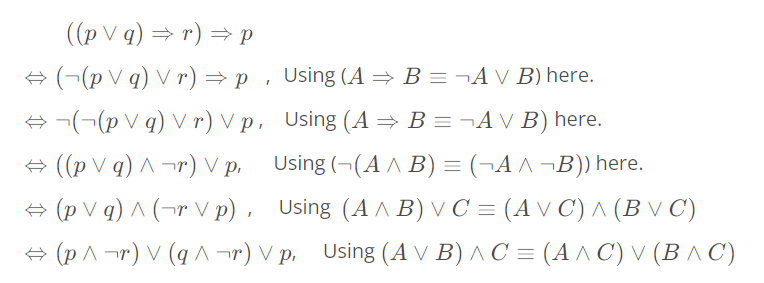 ((p ∨ q) ⇒ r) ⇒ p
⇔ (¬(p ∨ q) ∨ r) ⇒ p , Using (A ⇒ B ≡ ¬A ∨ B) here.
⇔ ¬(¬(p ∨ q) ∨ r) ∨ p, Using (A ⇒ B ≡ ¬A ∨ B) here.
⇔ ((p ∨ q) ∧ ¬r) ∨ p, Using (¬(A ∧ B) ≡ (¬A ∧ ¬B)) here.
⇔ (p ∨ q) ∧ (¬r ∨ p) , Using (A ∧ B) ∨ C ≡ (A ∨ C) ∧ (B ∨ C)
⇔ (p ∧ ¬r) ∨ (q ∧ ¬r) ∨ p, Using (A ∨ B) ∧ C ≡ (A ∧ C) ∨ (B ∧ C)